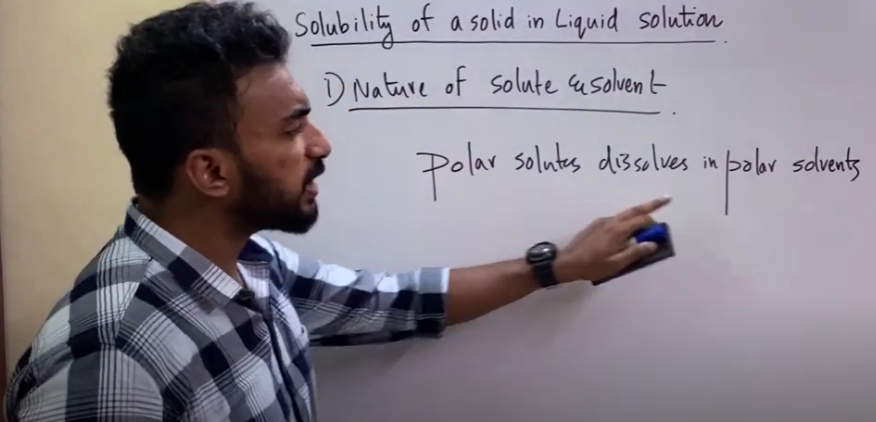 Solubility of a solid in Liquid solution
1) Nature of solute & solvent
Polar solutes dissolves in polar solvents